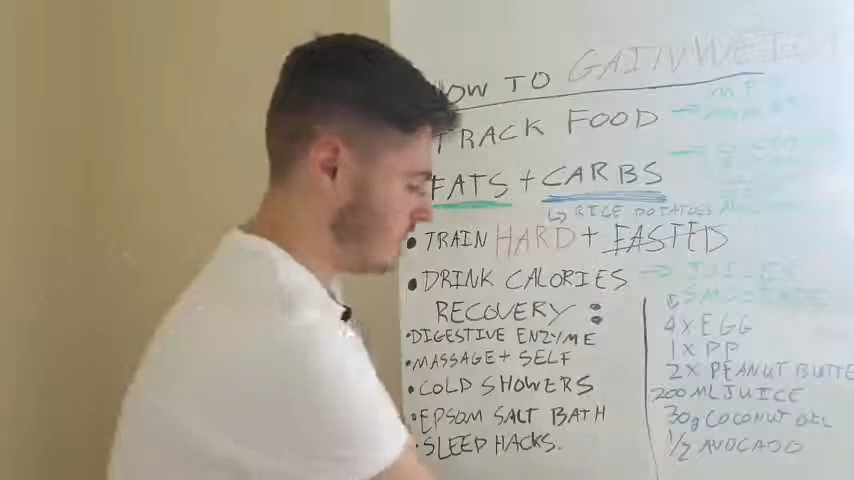 HOW TO GAIN WEIGHT
TRACK FOOD →
FATS + CARBS →
↳ RICE POTATOES
• TRAIN HARD + FASTED
• DRINK CALORIES → JUICES
↳ SMOOTHIE
RECOVERY :
• DIGESTIVE ENZYME
• MASSAGE + SELF
• COLD SHOWERS
• EPSOM SALT BATH
• SLEEP HACKS.
4 X EGG
1 X PP
2X PEANUT BUTTE
200 ML JUICE
30g COCONUT OIL
1/2 AVOCADO